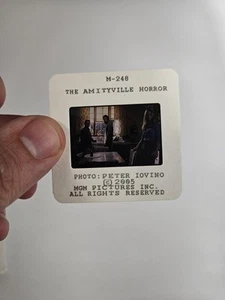 M-248
THE AMITYVILLE HORROR
PHOTO: PETER IOVINO
© 2005
MGM PICTURES INC.
ALL RIGHTS RESERVED